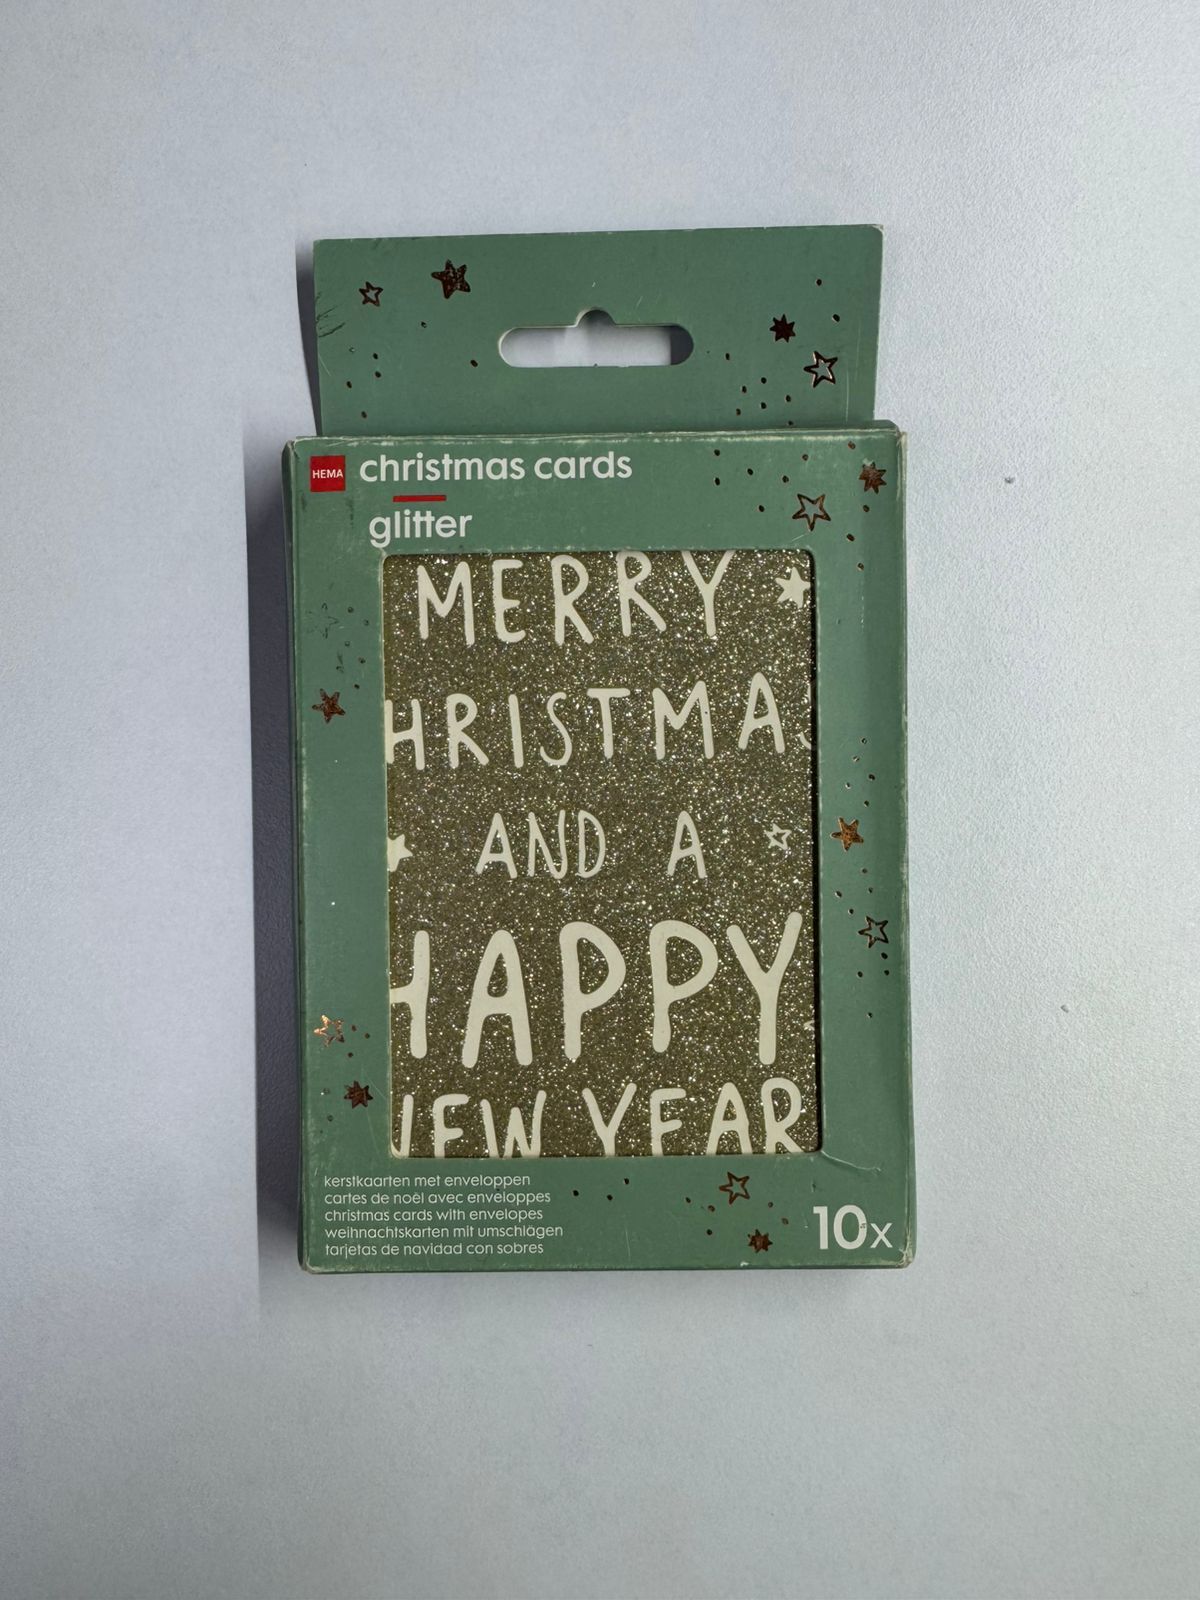 HEMA christmas cards
glitter
MERRY
HRISTMAS
AND A
HAPPY
NEW YEAR
kerstkaarten met enveloppen
cartes de noël avec enveloppes
christmas cards with envelopes
weihnachtskarten mit umschlägen
tarjetas de navidad con sobres
10x